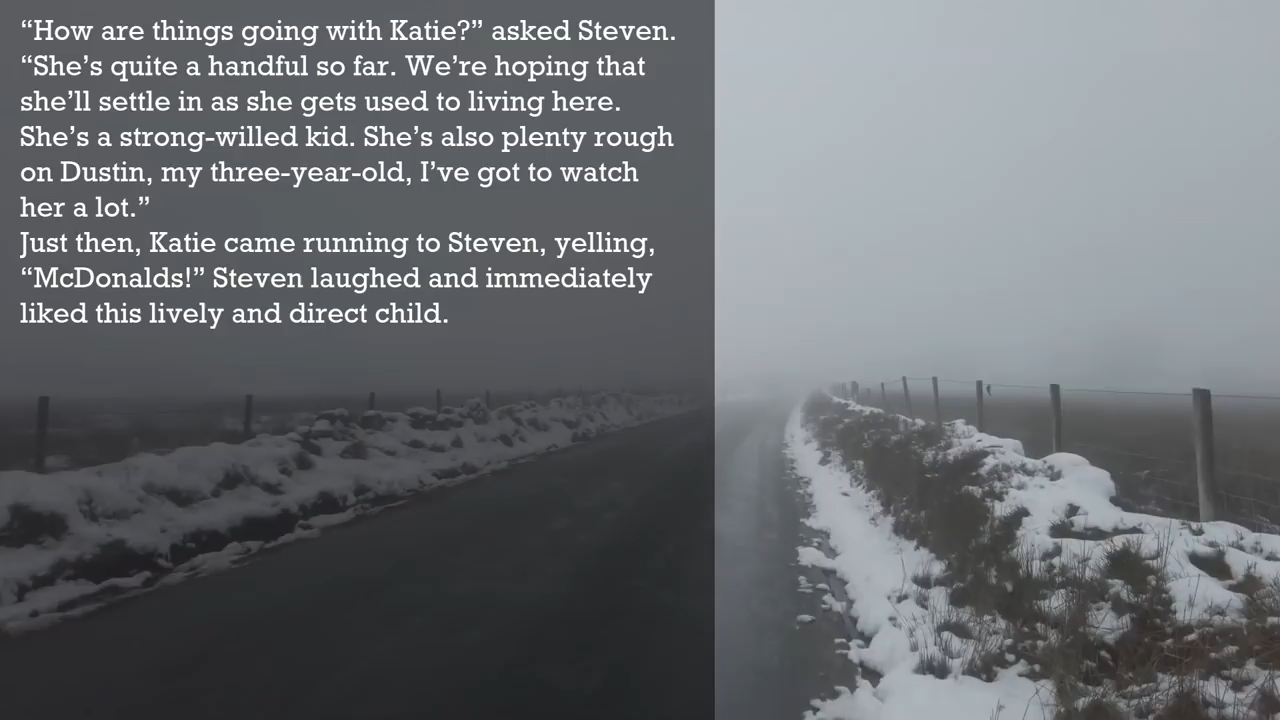 “How are things going with Katie?” asked Steven.
“She’s quite a handful so far. We’re hoping that
she’ll settle in as she gets used to living here.
She’s a strong-willed kid. She’s also plenty rough
on Dustin, my three-year-old, I’ve got to watch
her a lot.”
Just then, Katie came running to Steven, yelling,
“McDonalds!” Steven laughed and immediately
liked this lively and direct child.